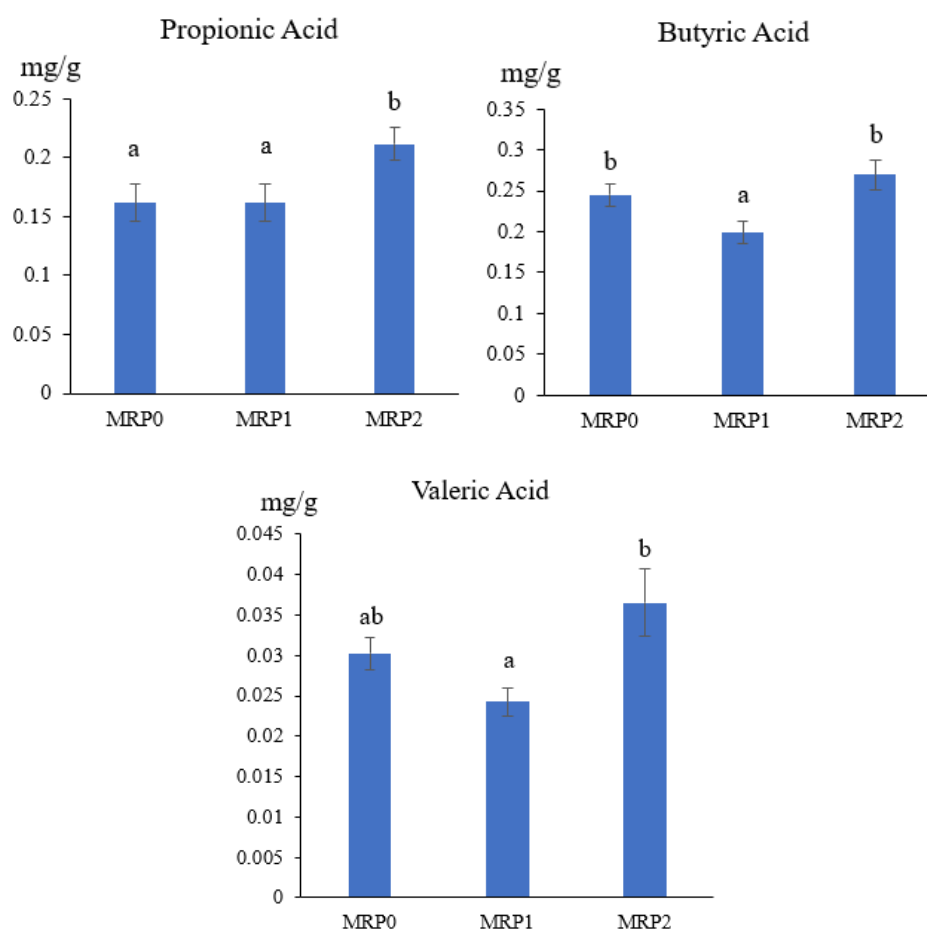 Propionic Acid
mg/g
0.25
0.2
0.15
0.1
0.05
0
a
a
b
MRP0 MRP1 MRP2
Butyric Acid
mg/g
0.35
0.3
0.25
0.2
0.15
0.1
0.05
0
b
a
b
MRP0 MRP1 MRP2
Valeric Acid
mg/g
0.045
0.04
0.035
0.03
0.025
0.02
0.015
0.01
0.005
0
ab
a
b
MRP0 MRP1 MRP2